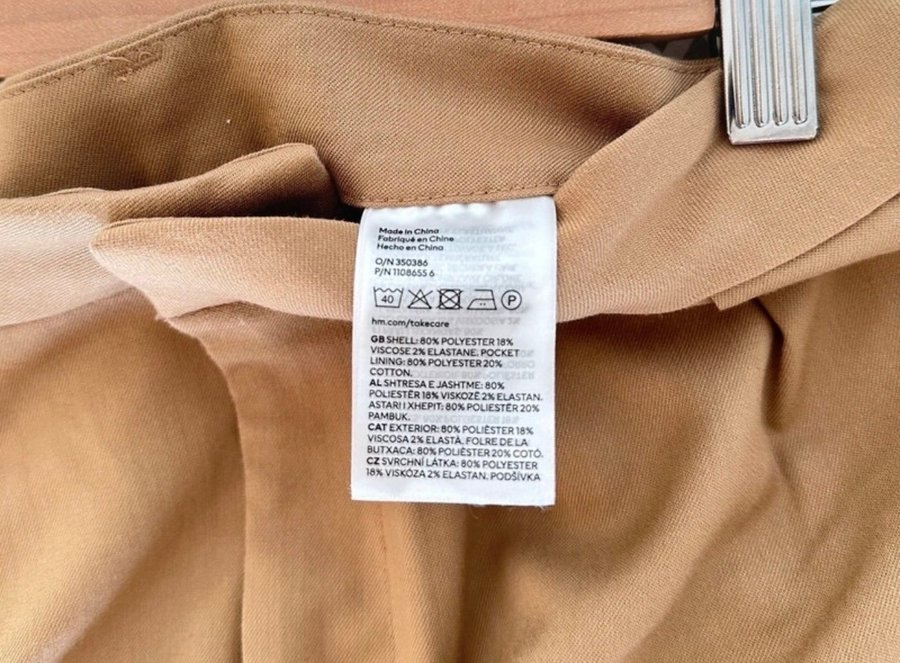 Made in China
Fabriqué en Chine
Hecho en China
O/N 350386
P/N 1108655 6
40 P
hm.com/takecare
GB SHELL: 80% POLYESTER 18%
VISCOSE 2% ELASTANE. POCKET
LINING: 80% POLYESTER 20%
COTTON.
AL SHTRESA E JASHTME: 80%
POLIESTËR 18% VISKOZË 2% ELASTAN.
ASTARI I XHEPIT: 80% POLIESTËR 20%
PAMBUK.
CAT EXTERIOR: 80% POLIÈSTER 18%
VISCOSA 2% ELASTÀ. FOLRE DE LA
BUTXACA: 80% POLIÈSTER 20% COTÓ.
CZ SVRCHNÍ LÁTKA: 80% POLYESTER
18% VISKÓZA 2% ELASTAN. PODŠÍVKA